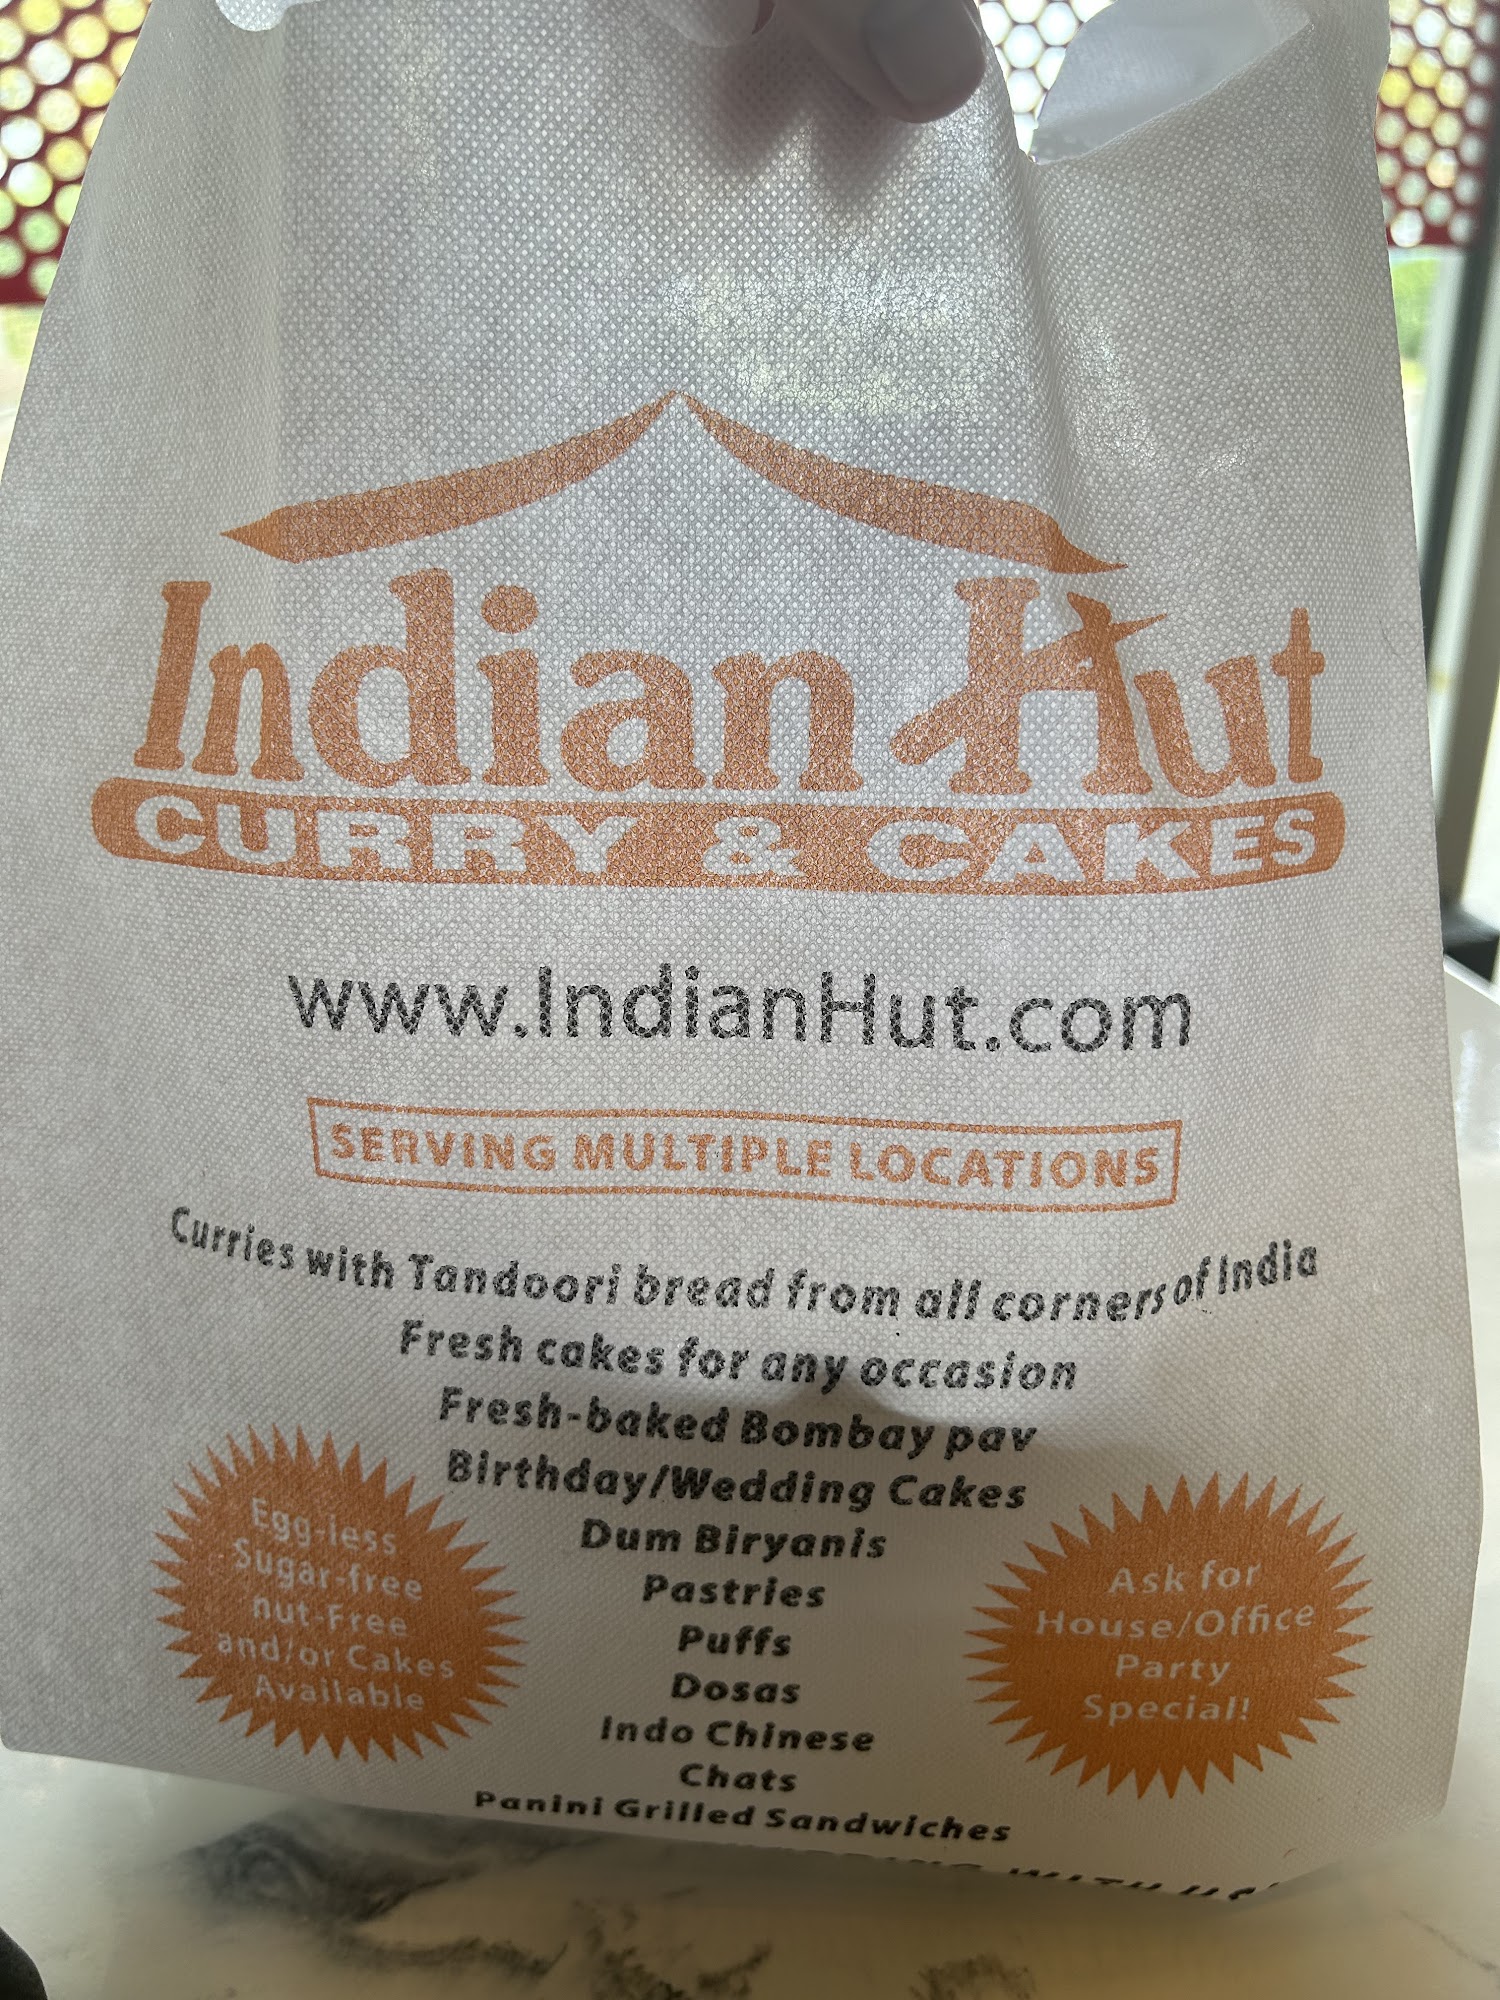 Indian Hut
CURRY & CAKES
www.IndianHut.com
SERVING MULTIPLE LOCATIONS
Curries with Tandoori bread from all corners of India
Fresh cakes for any occasion
Fresh-baked Bombay pav
Birthday/Wedding Cakes
Dum Biryanis
Pastries
Puffs
Dosas
Indo Chinese
Chats
Panini Grilled Sandwiches
Egg-less
Sugar-free
nut-Free
and/or Cakes
Available
Ask for
House/Office
Party
Special!
WITH US